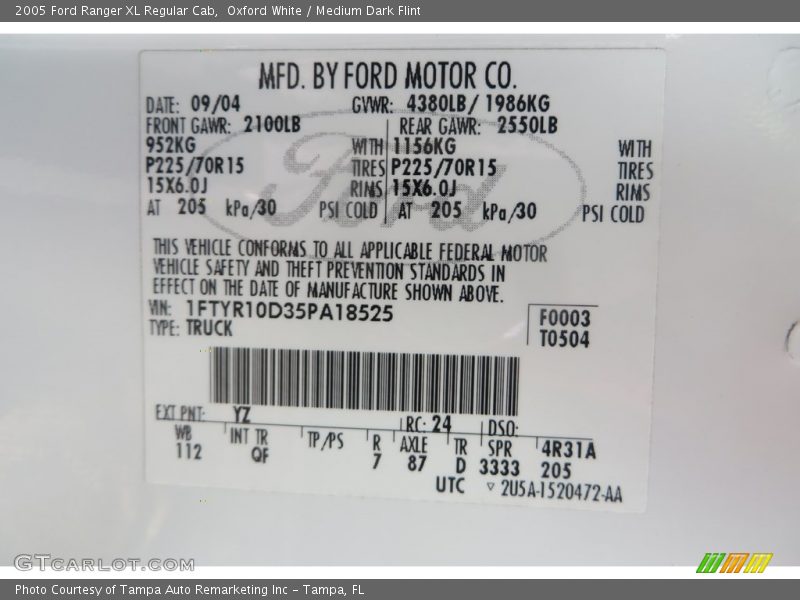 2005 Ford Ranger XL Regular Cab,  Oxford White / Medium Dark Flint
MFD. BY FORD MOTOR CO.
DATE: 09/04 GVWR: 4380LB/ 1986KG
FRONT GAWR: 2100LB REAR GAWR: 2550LB
952KG WITH 1156KG WITH
P225/70R15 TIRES P225/70R15 TIRES
15X6.0J RIMS 15X6.0J RIMS
AT 205 kPa/30 PSI COLD AT 205 kPa/30 PSI COLD
Ford
THIS VEHICLE CONFORMS TO ALL APPLICABLE FEDERAL MOTOR
VEHICLE SAFETY AND THEFT PREVENTION STANDARDS IN
EFFECT ON THE DATE OF MANUFACTURE SHOWN ABOVE.
VIN: 1FTYR10D35PA18525 F0003
TYPE: TRUCK T0504
EXT PNT: YZ RC: 24 DSO:
WB INT TR TP/PS R AXLE TR SPR 4R31A
112 QF 7 87 D 3333 205
UTC ▽ 2U5A-1520472-AA
GTCARLOT.COM
Photo Courtesy of Tampa Auto Remarketing Inc – Tampa, FL